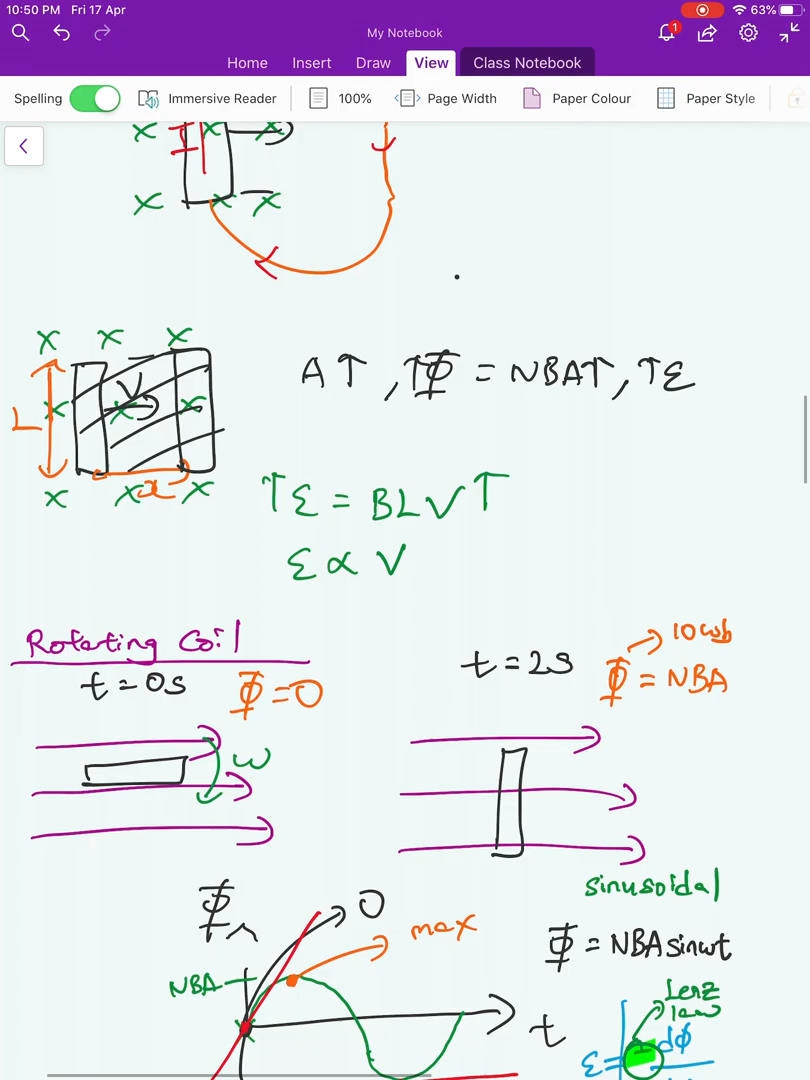 10:50 PM Fri 17 Apr
63%
My Notebook
1
Home Insert Draw View Class Notebook
Spelling Immersive Reader 100% Page Width Paper Colour Paper Style
x x x
I
x x x
x x x
A↑, ↑Φ = NBA↑, ↑ε
L x V x x
x x x x
↑ε = BLV↑
ε ∝ V
Rotating Coil
10wb
t = 0s Φ = 0
t = 2s Φ = NBA
ω
sinusoidal
Φ 0
max
Φ = NBA sinωt
NBA
Lenz
law
t
ε = - dΦ